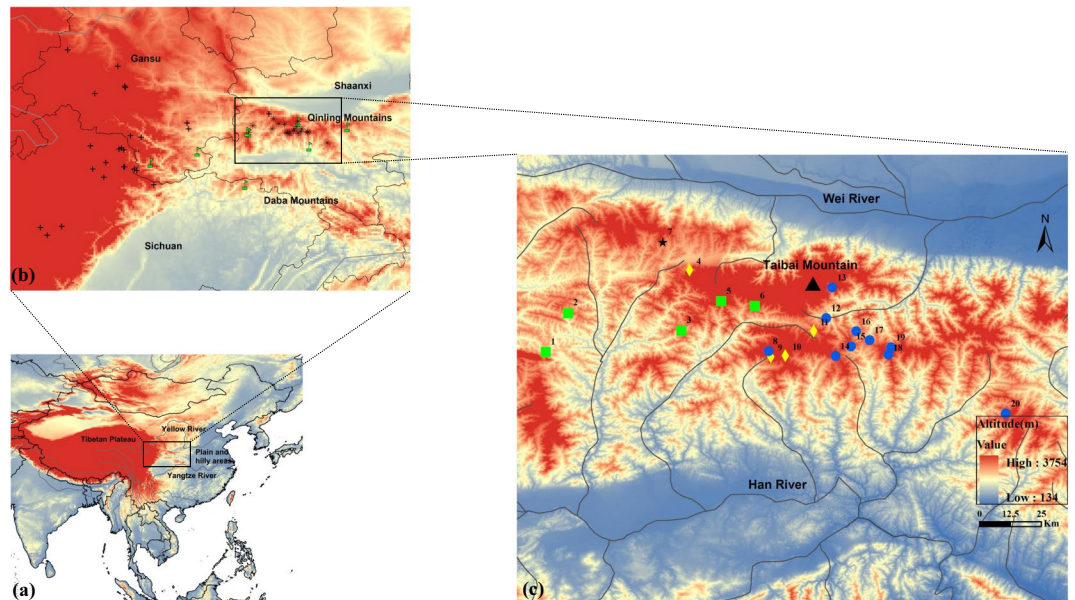 Gansu
Shaanxi
Qinling Mountains
Daba Mountains
Sichuan
(b)
Wei River
N
7
4
Taibai Mountain
13
5
6
2
12
11
3
16
15
17
19
1
8
9
10
14
18
20
Altitude(m)
Value
High : 3754
Low : 134
0 12.5 25
Km
Han River
(c)
Yellow River
Tibetan Plateau
Plain and
hilly areas
Yangtze River
(a)